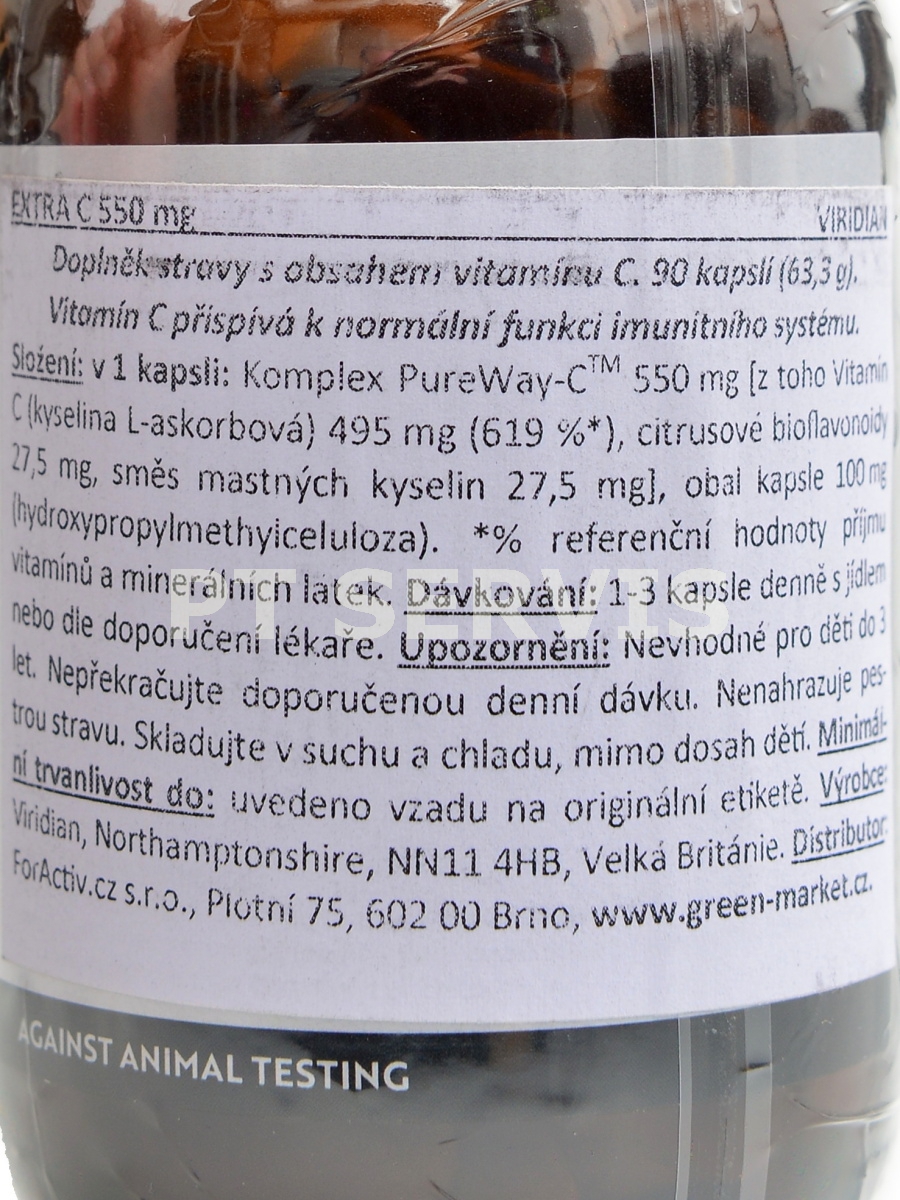 EXTRA C 550 mg VIRIDIAN
Doplněk stravy s obsahem vitamínu C. 90 kapslí (63,3 g).
Vitamín C přispívá k normální funkci imunitního systému.
Složení: v 1 kapsli: Komplex PureWay-C™ 550 mg [z toho Vitamín
C (kyselina L-askorbová) 495 mg (619 %*), citrusové bioflavonoidy
27,5 mg, směs mastných kyselin 27,5 mg], obal kapsle 100 mg
(hydroxypropylmethyiceluloza). *% referenční hodnoty příjmu
vitamínů a minerálních latek. Dávkování: 1-3 kapsle denně s jídlem
PT SERVIS
nebo dle doporučení lékaře. Upozornění: Nevhodné pro děti do 3
let. Nepřekračujte doporučenou denní dávku. Nenahrazuje pes-
trou stravu. Skladujte v suchu a chladu, mimo dosah dětí. Minimál-
ní trvanlivost do: uvedeno vzadu na originální etiketě. Výrobce:
Viridian, Northamptonshire, NN11 4HB, Velká Británie. Distributor:
ForActiv.cz s.r.o., Plotní 75, 602 00 Brno, www.green-market.cz.
AGAINST ANIMAL TESTING